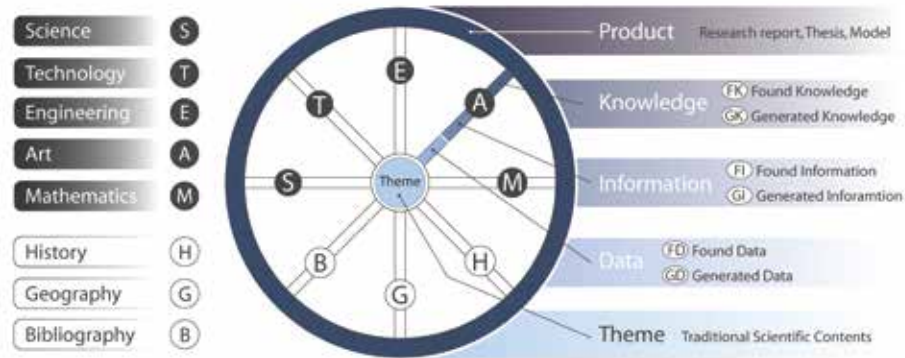 Science S
Technology T
Engineering E
Art A
Mathematics M
History H
Geography G
Bibliography B
E
T
A
S
Theme
M
B
H
G
Product Research report, Thesis, Model
Knowledge
FK Found Knowledge
GK Generated Knowledge
Information
FI Found Information
GI Generated Inforamtion
Data
FD Found Data
GD Generated Data
Theme Traditional Scientific Contents